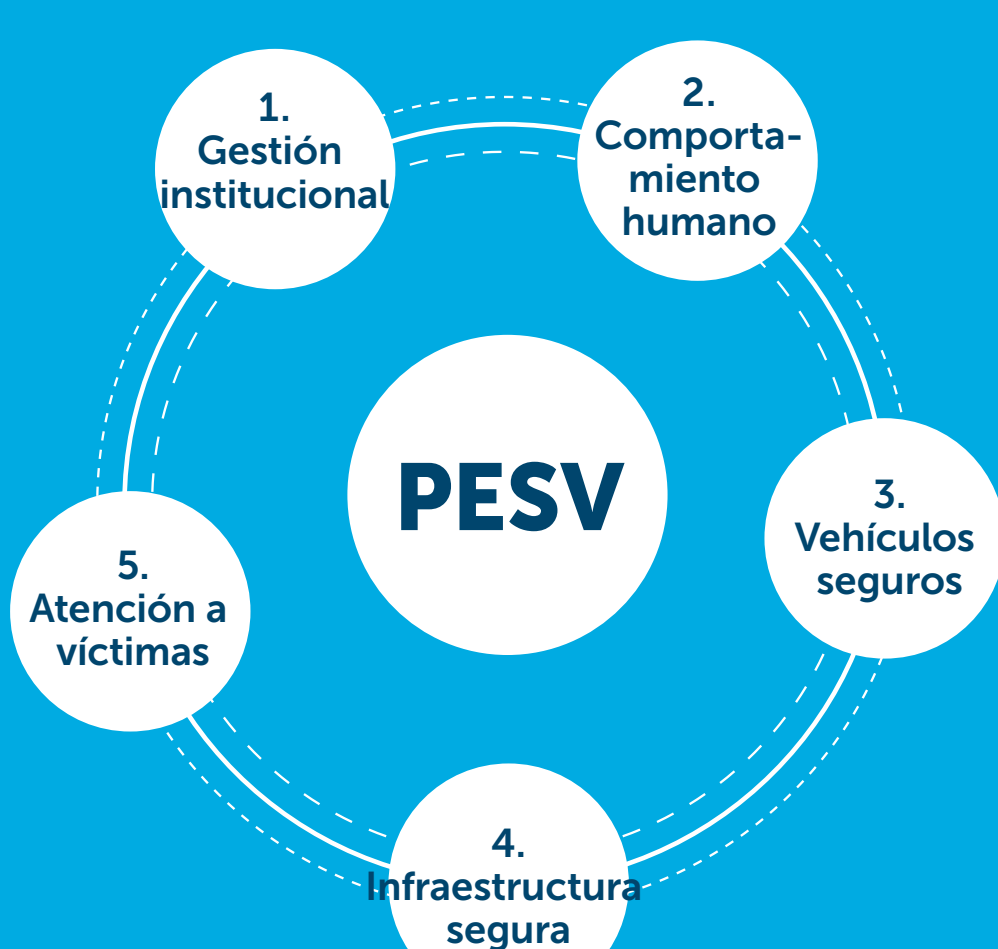 1.
Gestión
institucional
2.
Comporta-
miento
humano
3.
Vehículos
seguros
4.
Infraestructura
segura
5.
Atención a
víctimas
PESV